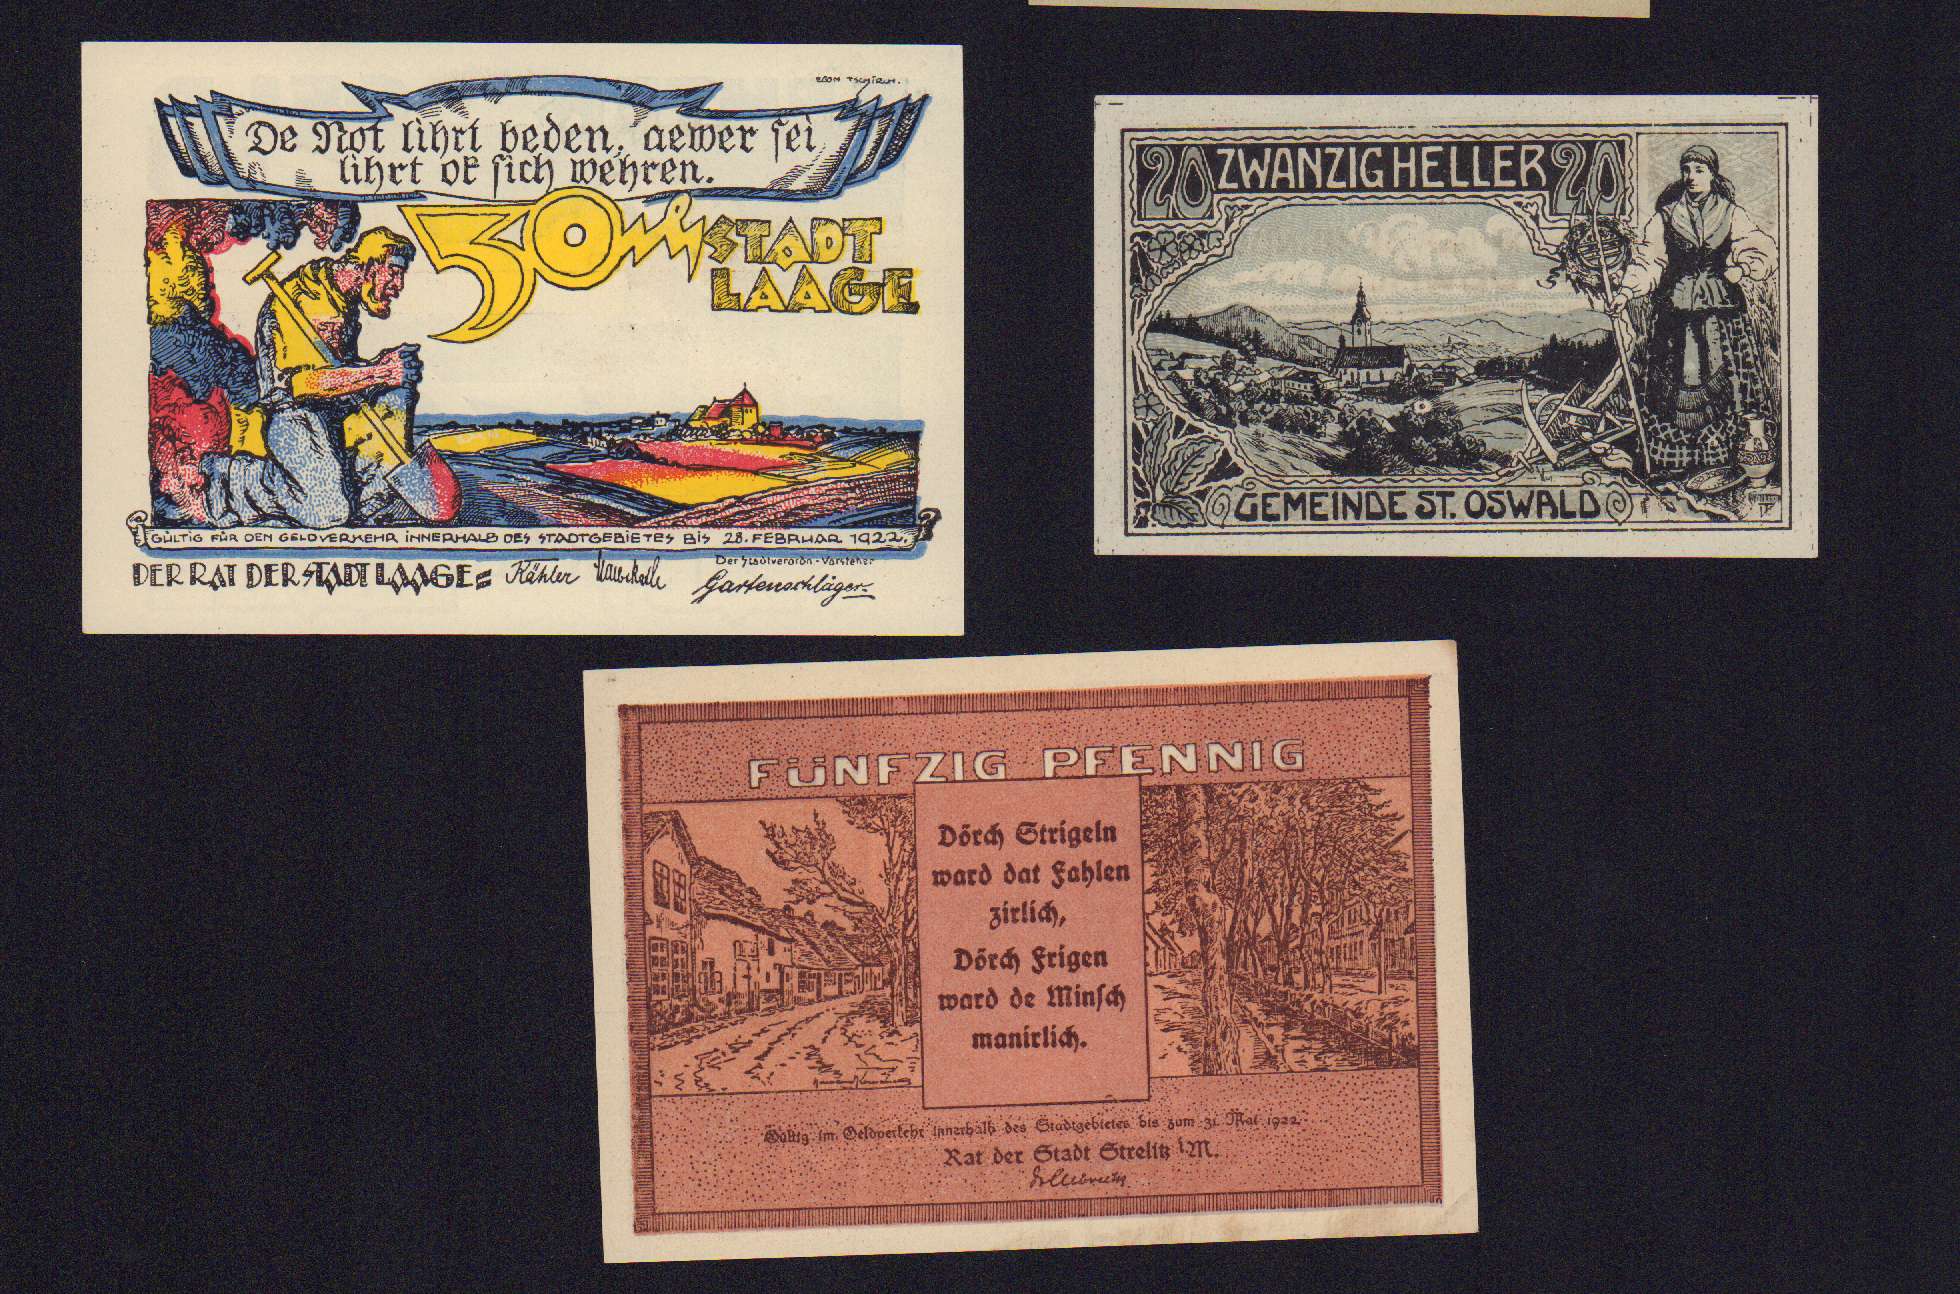 EGON TSCHIRCH.
De Not lihrt beden, aewer sei
lihrt ok sich wehren.
50
STADT
LAAGE
GÜLTIG FÜR DEN GELDVERKEHR INNERHALB DES STADTGEBIETES BIS 28. FEBRUAR 1922.
DER RAT DER STADT LAAGE= Kähler
Der Stadtverordn-Vorsteher
Gartenschläger
20 ZWANZIG HELLER 20
GEMEINDE ST. OSWALD
FÜNFZIG PFENNIG
Dörch Strigeln
ward dat Fahlen
zirlich,
Dörch Frigen
ward de Minsch
manirlich.
Gültig im Geldverkehr innerhalb des Stadtgebietes bis zum 31. Mai 1922.
Rat der Stadt Strelitz i.M.